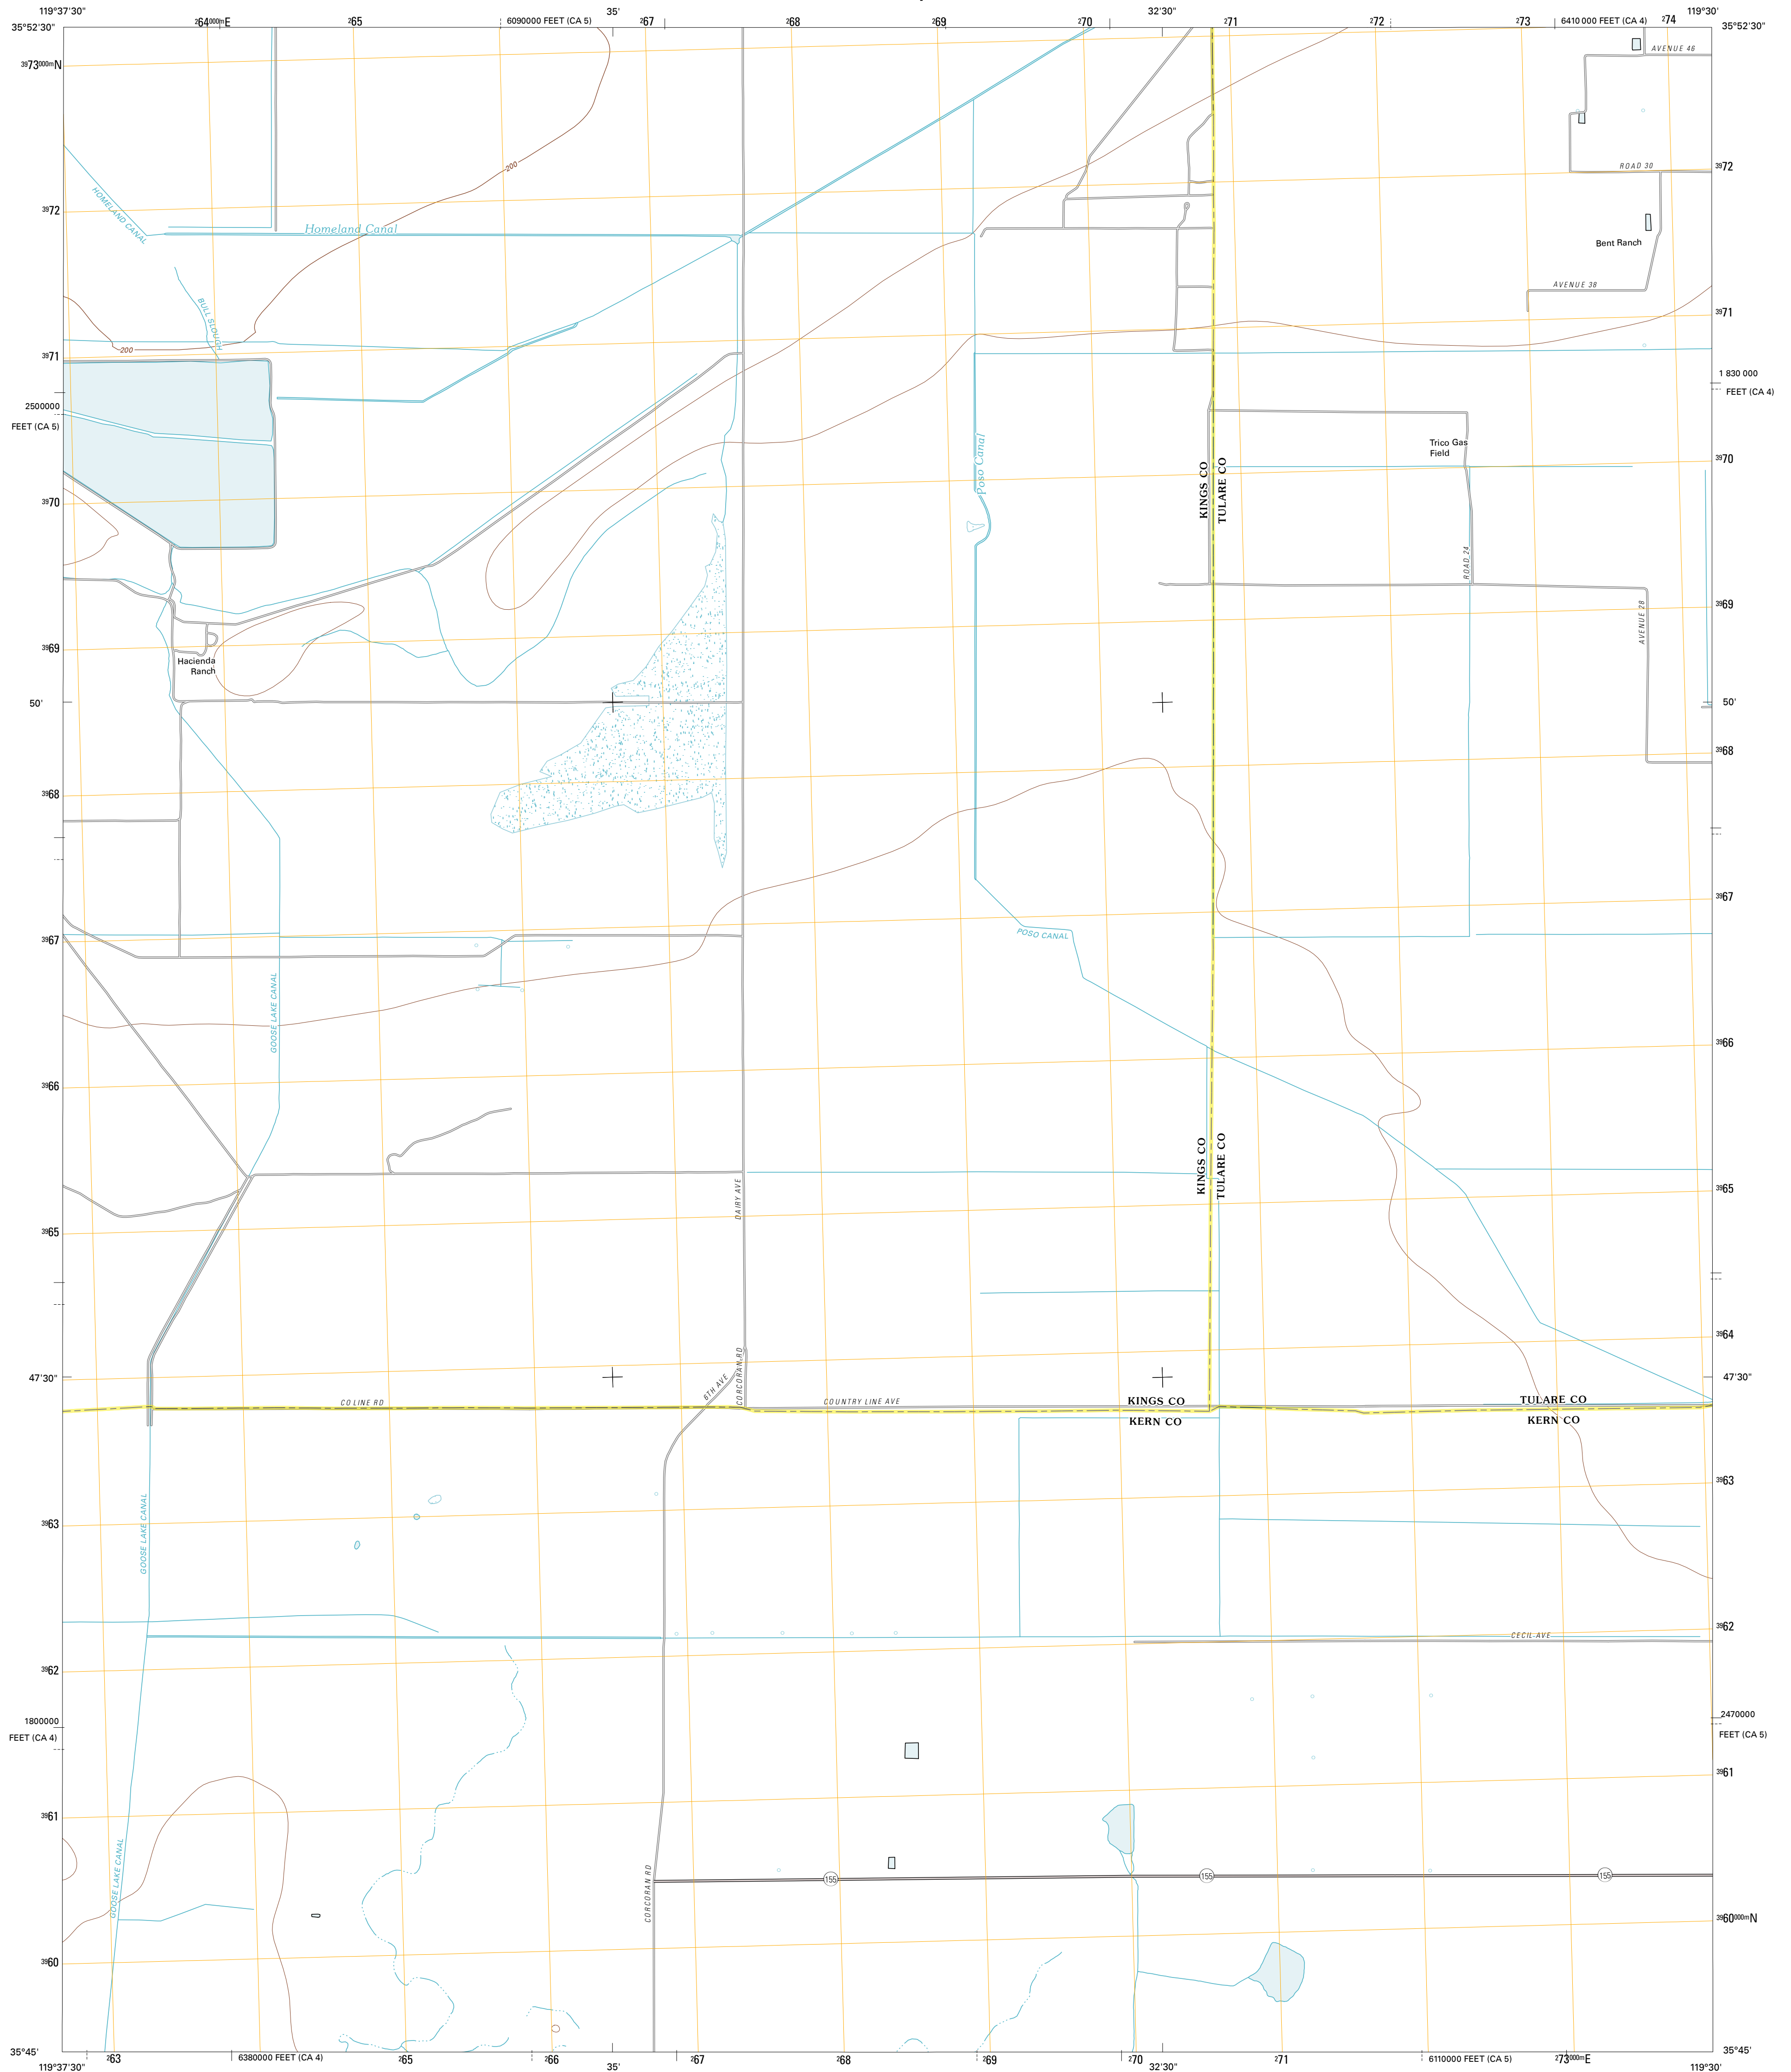 119°37'30"
²64⁰⁰⁰ᵐE
²65
6090000 FEET (CA 5)
35'
²67
²68
²69
²70
32'30"
²71
²72
²73
6410 000 FEET (CA 4)
²74
119°30'
35°52'30"
35°52'30"
³⁹73⁰⁰⁰ᵐN
AVENUE 46
200
ROAD 30
³⁹72
HOMELAND CANAL
³⁹72
Homeland Canal
Bent Ranch
AVENUE 38
BULL SLOUGH
³⁹71
200
³⁹71
1 830 000
FEET (CA 4)
2500000
FEET (CA 5)
Trico Gas
Field
Poso Canal
KINGS CO
TULARE CO
³⁹70
³⁹70
ROAD 24
³⁹69
AVENUE 28
³⁹69
Hacienda
Ranch
50'
50'
³⁹68
³⁹68
³⁹67
POSO CANAL
³⁹67
GOOSE LAKE CANAL
³⁹66
³⁹66
KINGS CO
TULARE CO
DAIRY AVE
³⁹65
³⁹65
³⁹64
CORCORAN RD
6TH AVE
47'30"
47'30"
CO LINE RD
COUNTRY LINE AVE
KINGS CO
TULARE CO
KERN CO
KERN CO
³⁹63
GOOSE LAKE CANAL
³⁹63
³⁹62
CECIL AVE
³⁹62
1800000
FEET (CA 4)
2470000
FEET (CA 5)
³⁹61
³⁹61
GOOSE LAKE CANAL
CORCORAN RD
155
155
155
³⁹60⁰⁰⁰ᵐN
³⁹60
35°45'
35°45'
119°37'30"
²63
6380000 FEET (CA 4)
²65
²66
35'
²67
²68
²69
²70
32'30"
²71
6110000 FEET (CA 5)
²73⁰⁰⁰ᵐE
119°30'